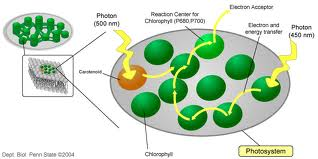 Photon
(500 nm)
Reaction Center for
Chlorophyll (P680,P700)
Electron Acceptor
Electron and
energy transfer
Photon
(450 nm)
Carotenoid
Chlorophyll
Photosystem
Dept. Biol Penn State ©2004